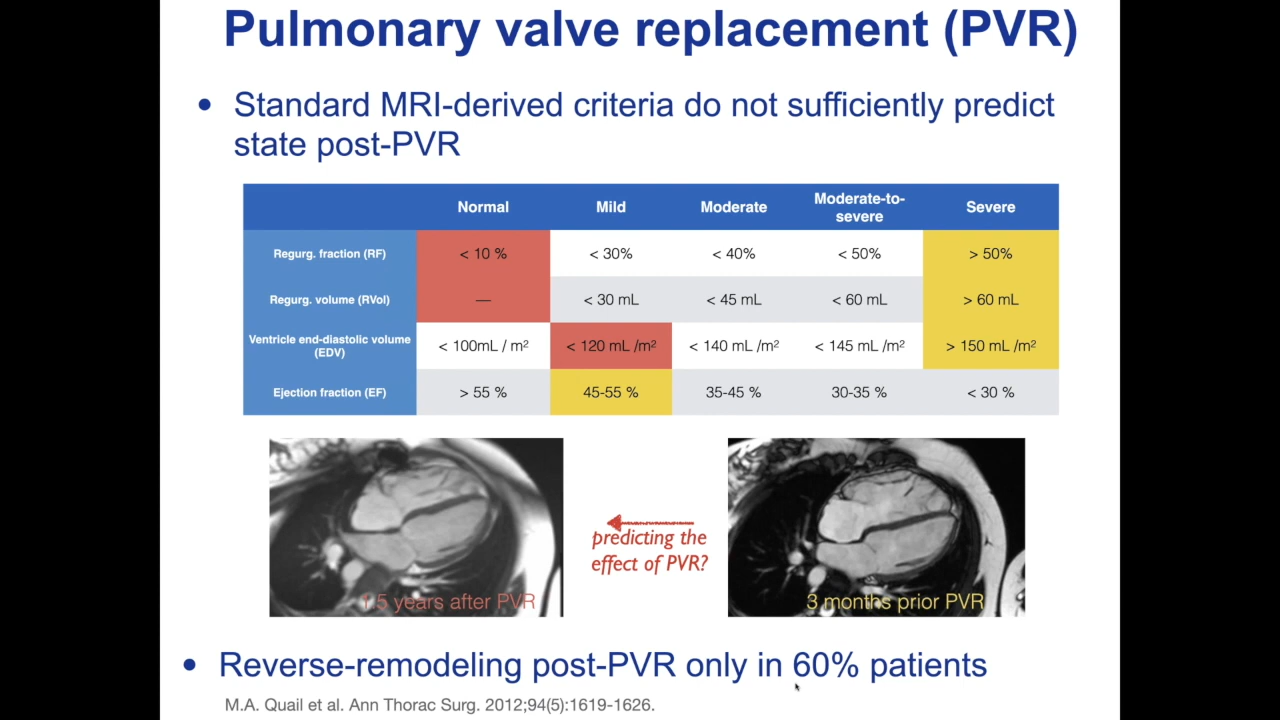 Pulmonary valve replacement (PVR)
• Standard MRI-derived criteria do not sufficiently predict
state post-PVR
Normal Mild Moderate Moderate-to-severe Severe
Regurg. fraction (RF) < 10 % < 30% < 40% < 50% > 50%
Regurg. volume (RVol) — < 30 mL < 45 mL < 60 mL > 60 mL
Ventricle end-diastolic volume (EDV) < 100mL / m² < 120 mL /m² < 140 mL /m² < 145 mL /m² > 150 mL /m²
Ejection fraction (EF) > 55 % 45-55 % 35-45 % 30-35 % < 30 %
predicting the
effect of PVR?
1.5 years after PVR
3 months prior PVR
• Reverse-remodeling post-PVR only in 60% patients
M.A. Quail et al. Ann Thorac Surg. 2012;94(5):1619-1626.